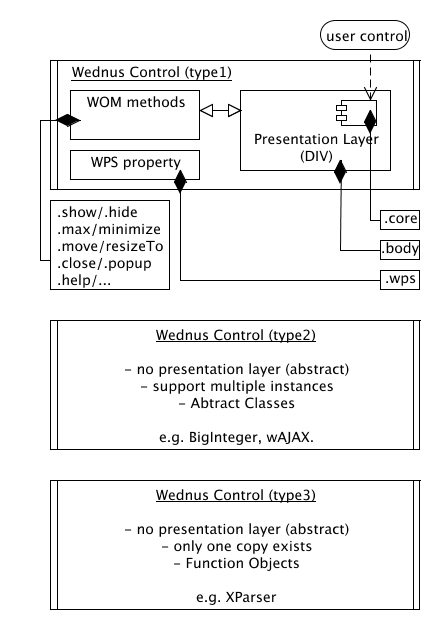 user control
Wednus Control (type1)
WOM methods
Presentation Layer
(DIV)
WPS property
.show/.hide
.max/minimize
.move/resizeTo
.close/.popup
.help/...
.core
.body
.wps
Wednus Control (type2)
– no presentation layer (abstract)
– support multiple instances
– Abtract Classes
e.g. BigInteger, wAJAX.
Wednus Control (type3)
– no presentation layer (abstract)
– only one copy exists
– Function Objects
e.g. XParser